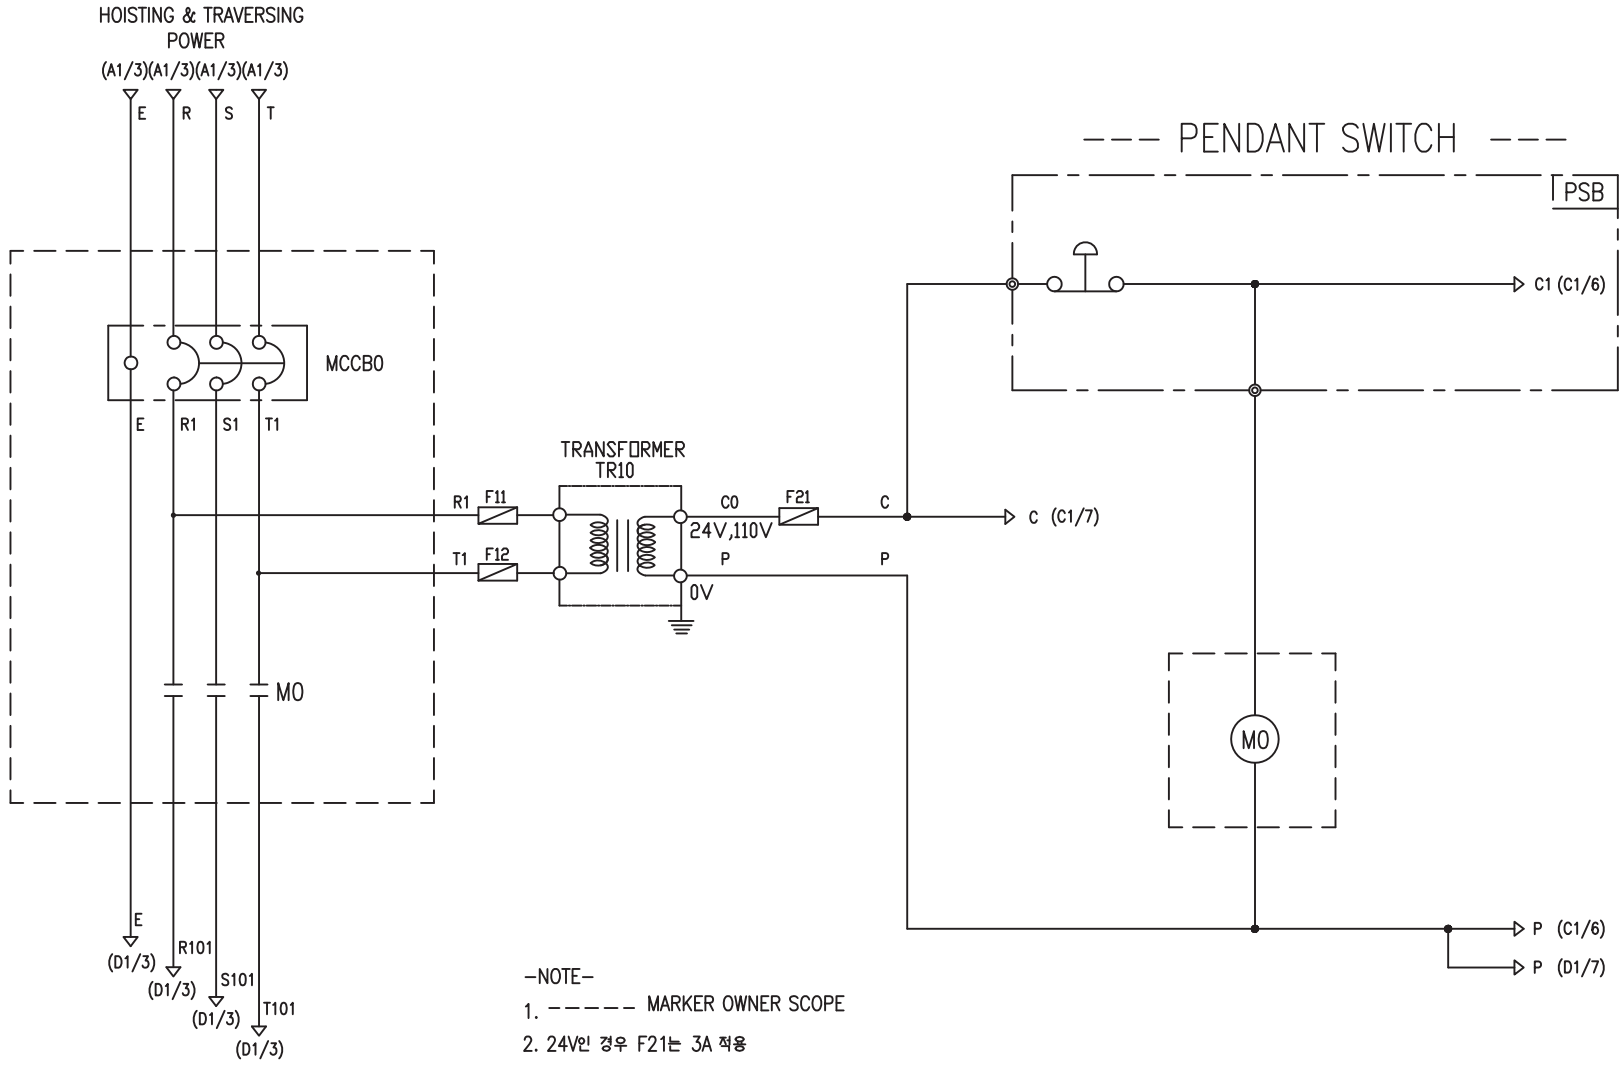 HOISTING & TRAVERSING
POWER
(A1/3)(A1/3)(A1/3)(A1/3)
E R S T
PENDANT SWITCH
PSB
C1 (C1/6)
MCCB0
E R1 S1 T1
TRANSFORMER
TR10
R1 F11
C0 F21 C
24V,110V
C (C1/7)
T1 F12
P P
0V
M0
M0
E
(D1/3)
R101
(D1/3)
S101
(D1/3)
T101
(D1/3)
P (C1/6)
P (D1/7)
-NOTE-
1. ------ MARKER OWNER SCOPE
2. 24V인 경우 F21는 3A 적용